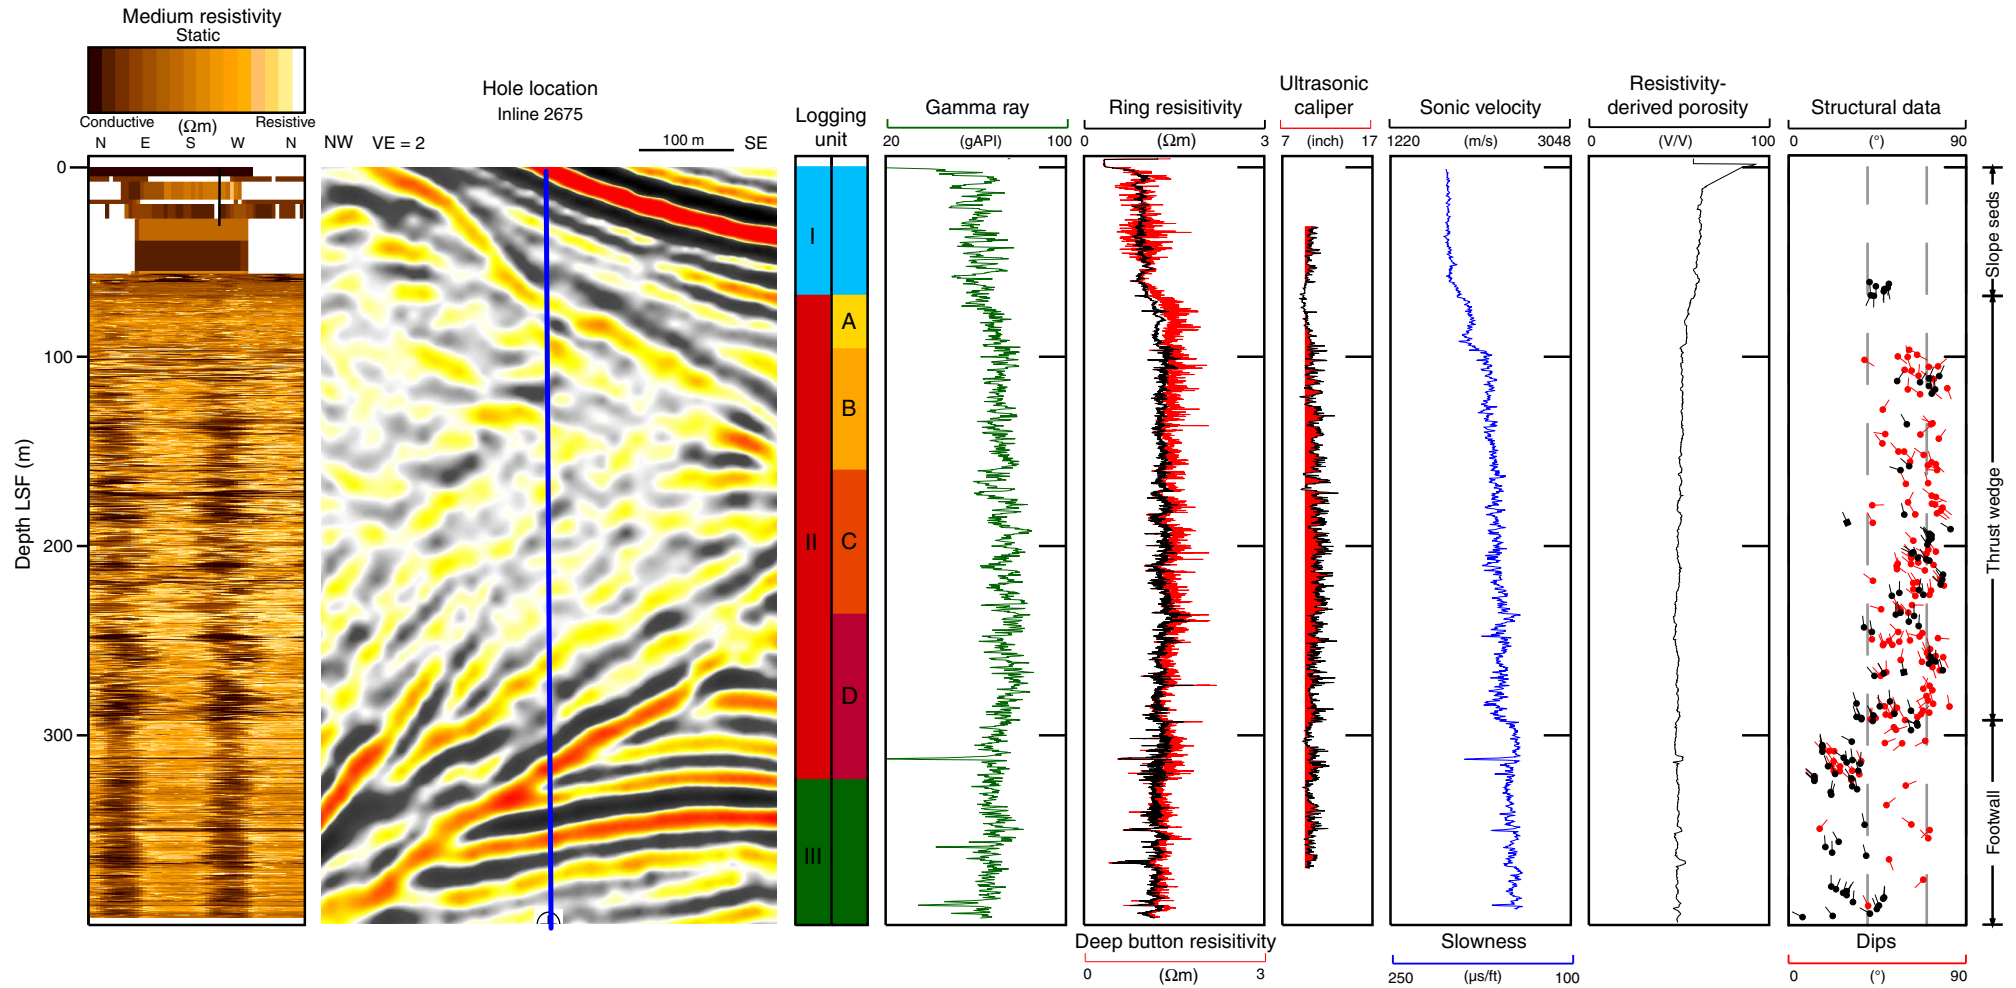 Medium resistivity
Static
Conductive (Ωm) Resistive
N E S W N
Hole location
Inline 2675
NW VE = 2 100 m SE
Logging
unit
Gamma ray
20 (gAPI) 100
Ring resisitivity
0 (Ωm) 3
Ultrasonic
caliper
7 (inch) 17
Sonic velocity
1220 (m/s) 3048
Resistivity-
derived porosity
0 (V/V) 100
Structural data
0 (°) 90
Depth LSF (m)
0
100
200
300
I
II
III
A
B
C
D
Slope seds
Thrust wedge
Footwall
Deep button resisitivity
0 (Ωm) 3
Slowness
250 (µs/ft) 100
Dips
0 (°) 90